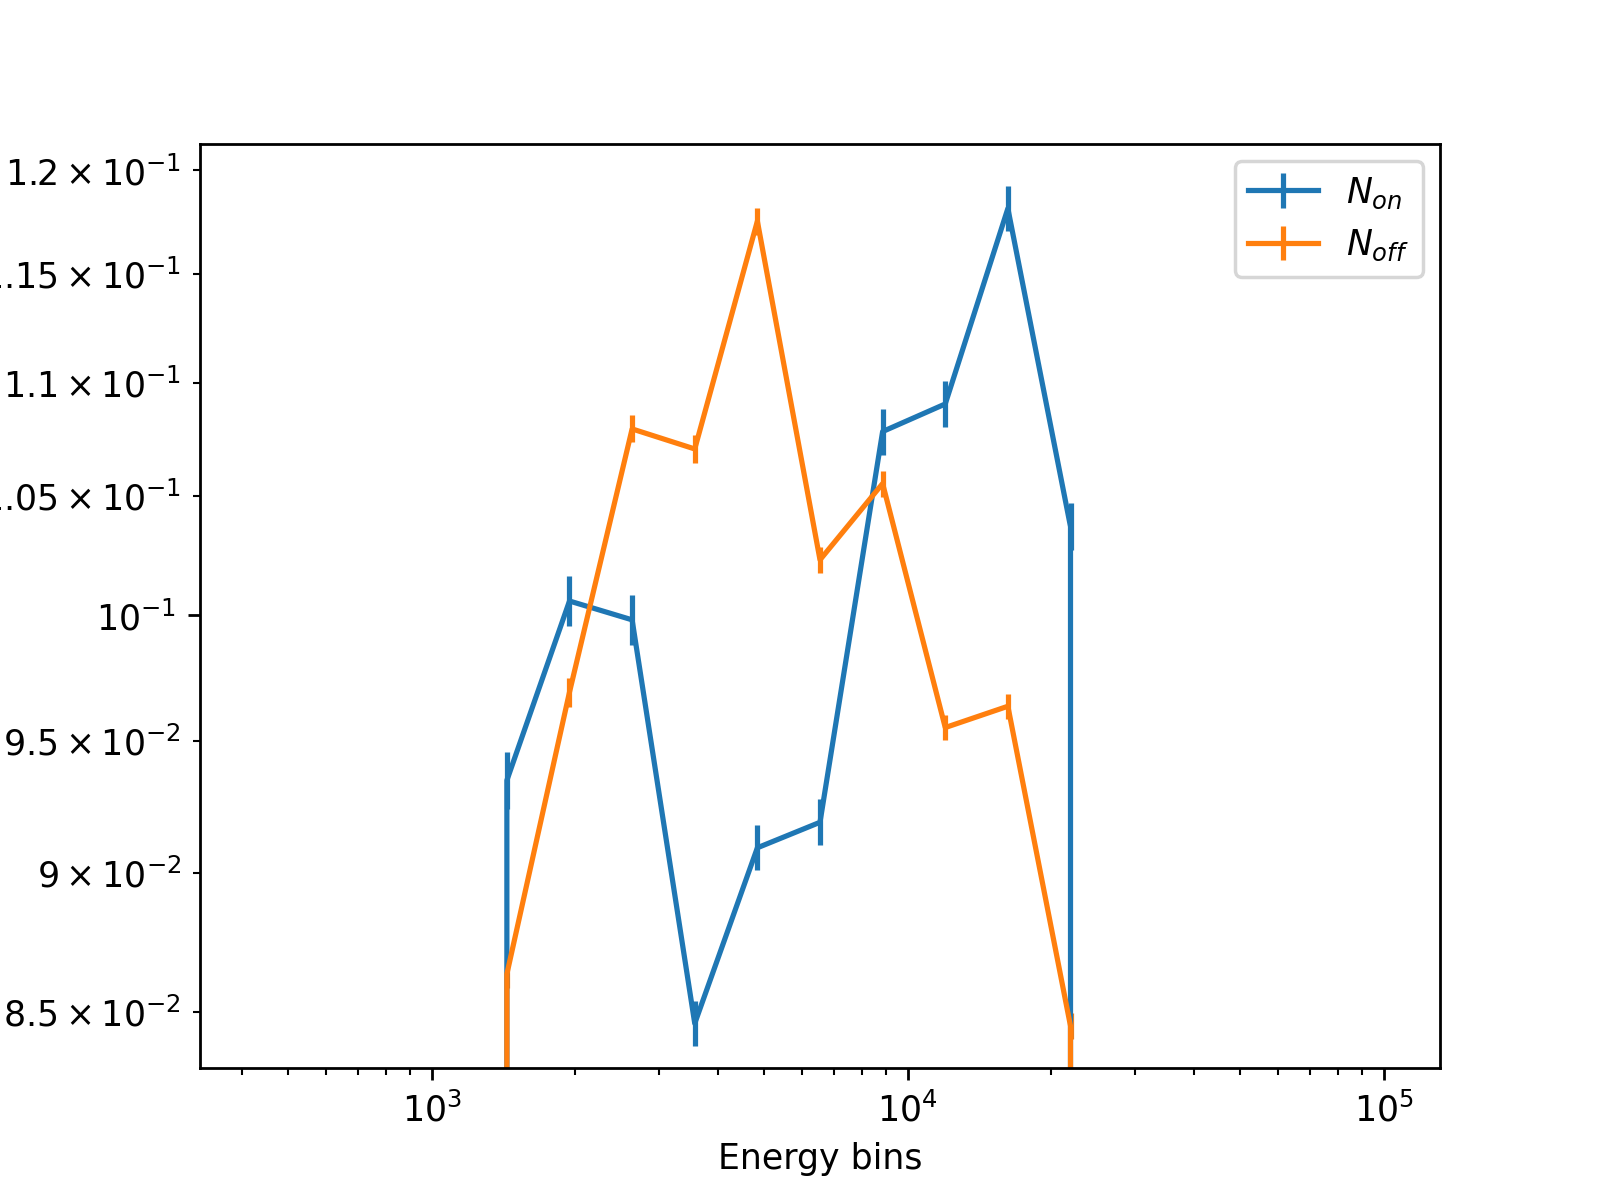 1.2 × 10⁻¹
.15 × 10⁻¹
1.1 × 10⁻¹
.05 × 10⁻¹
10⁻¹
9.5 × 10⁻²
9 × 10⁻²
8.5 × 10⁻²
10³ 10⁴ 10⁵
Energy bins
N_on
N_off